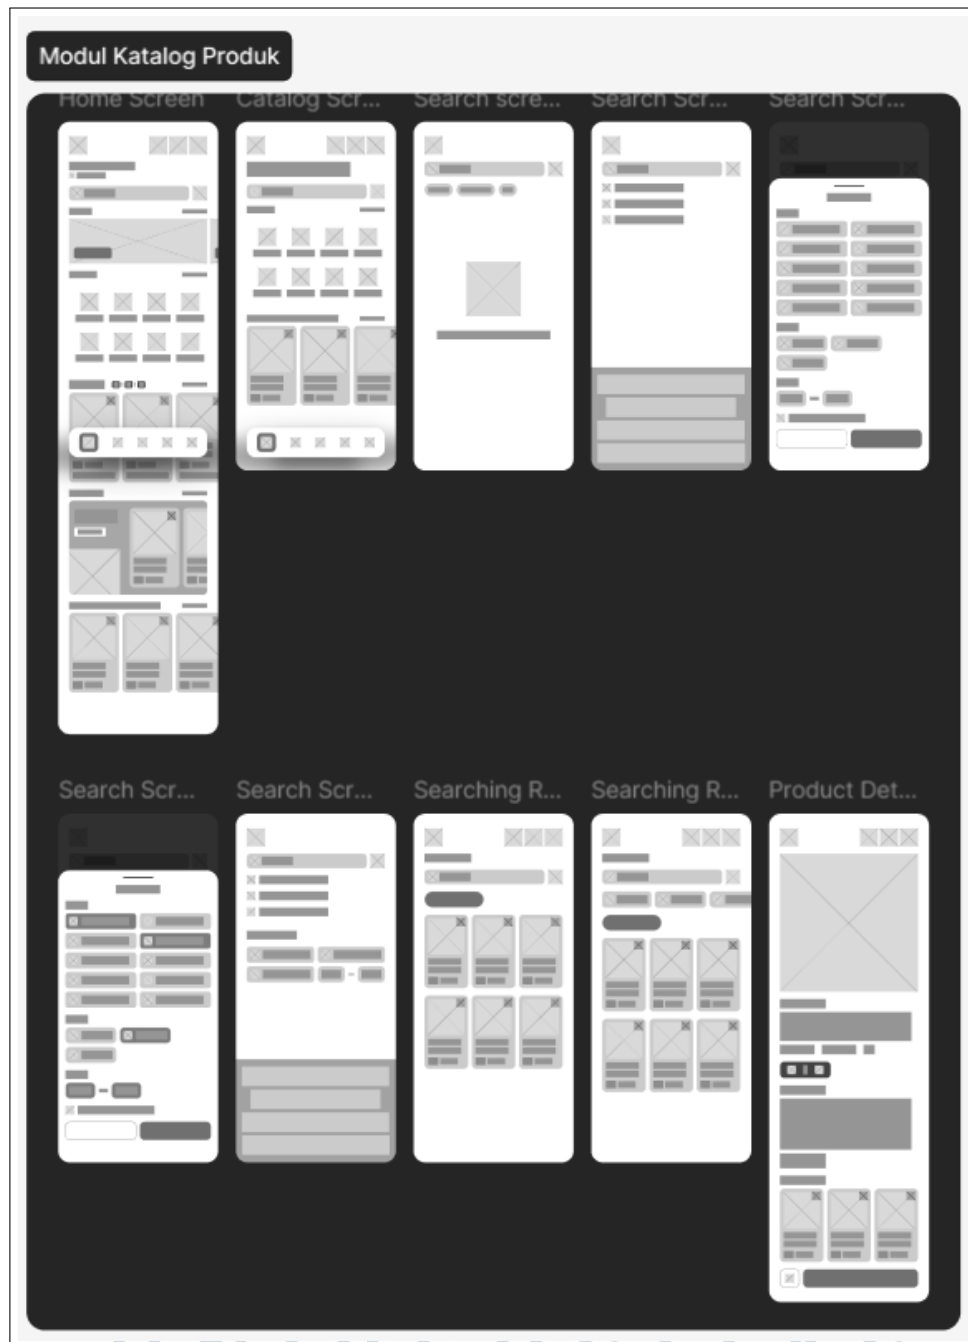 Modul Katalog Produk
Home Screen Catalog Scr... Search scre... Search Scr... Search Scr...
Search Scr... Search Scr... Searching R... Searching R... Product Det...